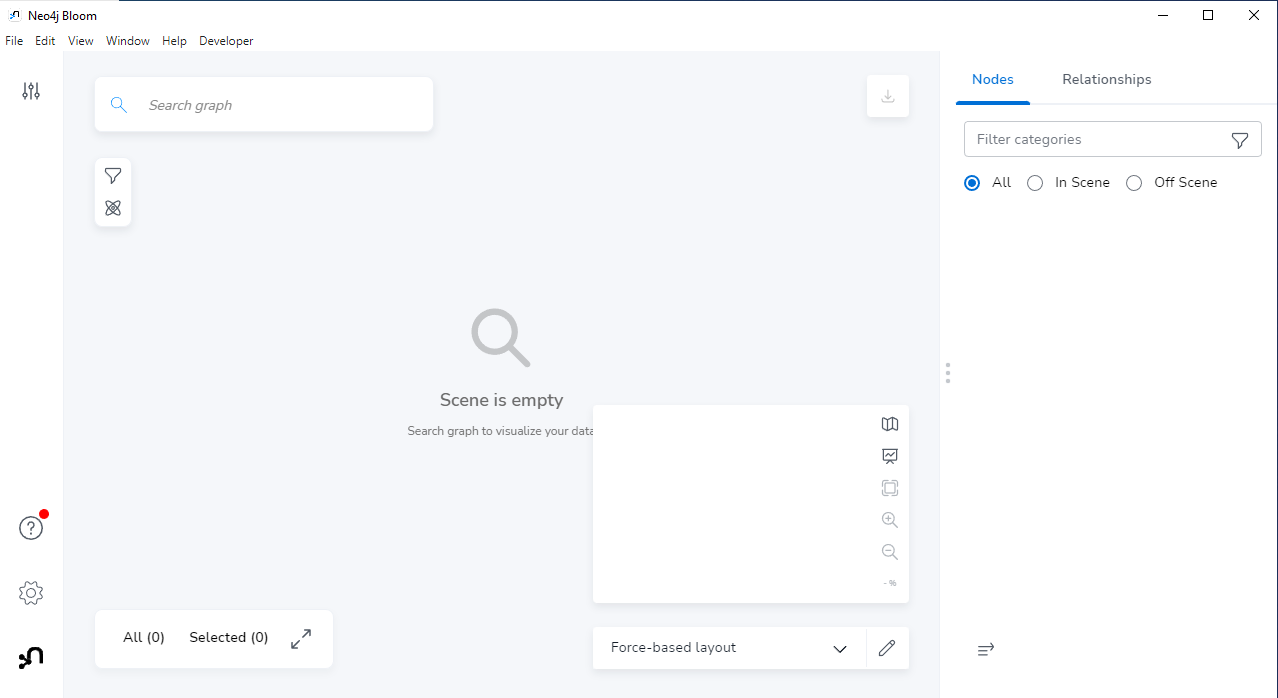 Neo4j Bloom
File Edit View Window Help Developer
Search graph
Nodes Relationships
Filter categories
All In Scene Off Scene
Scene is empty
Search graph to visualize your data
- %
All (0) Selected (0)
Force-based layout